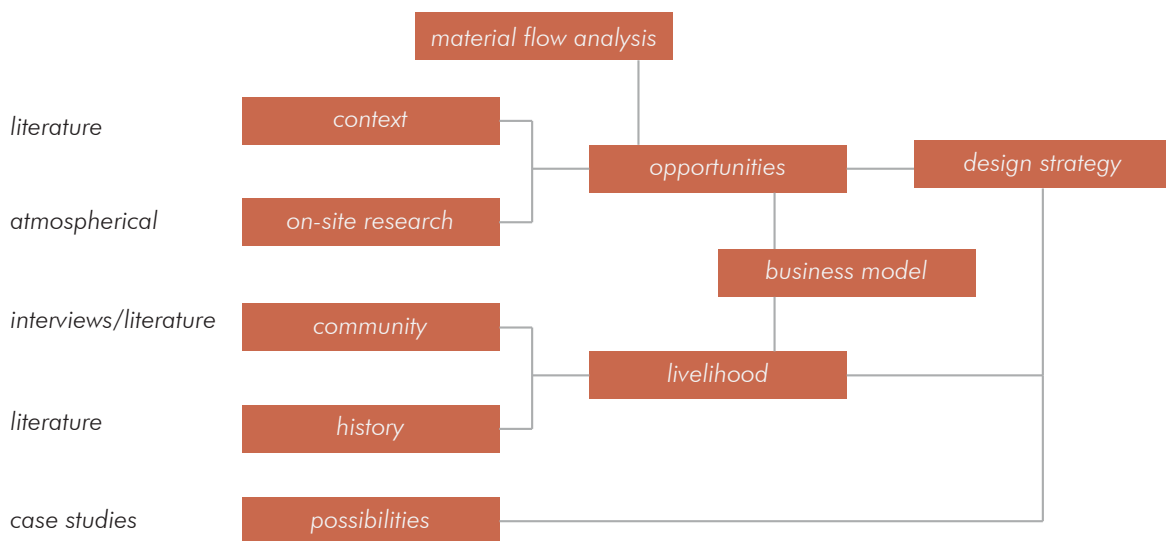 material flow analysis
literature
context
opportunities
design strategy
atmospherical
on-site research
business model
interviews/literature
community
livelihood
literature
history
case studies
possibilities